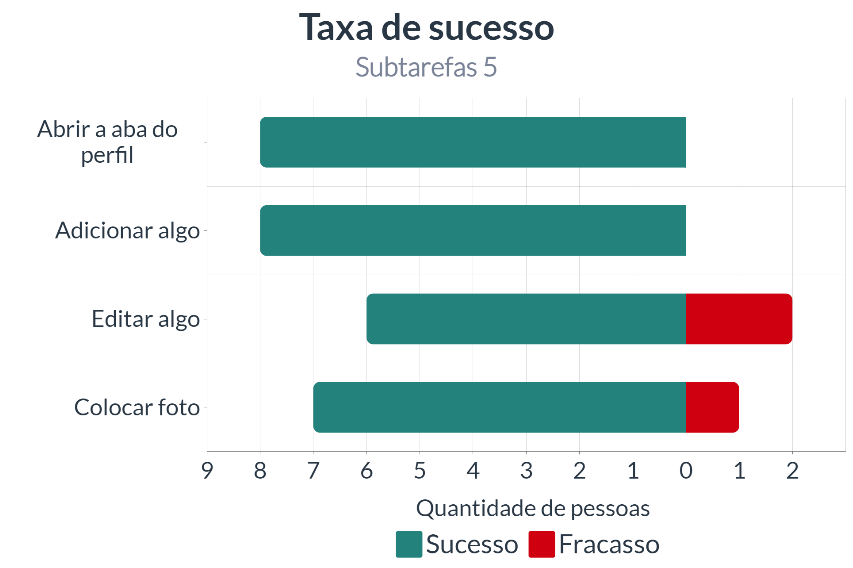 Taxa de sucesso
Subtarefas 5
Abrir a aba do
perfil
Adicionar algo
Editar algo
Colocar foto
9 8 7 6 5 4 3 2 1 0 1 2
Quantidade de pessoas
Sucesso Fracasso